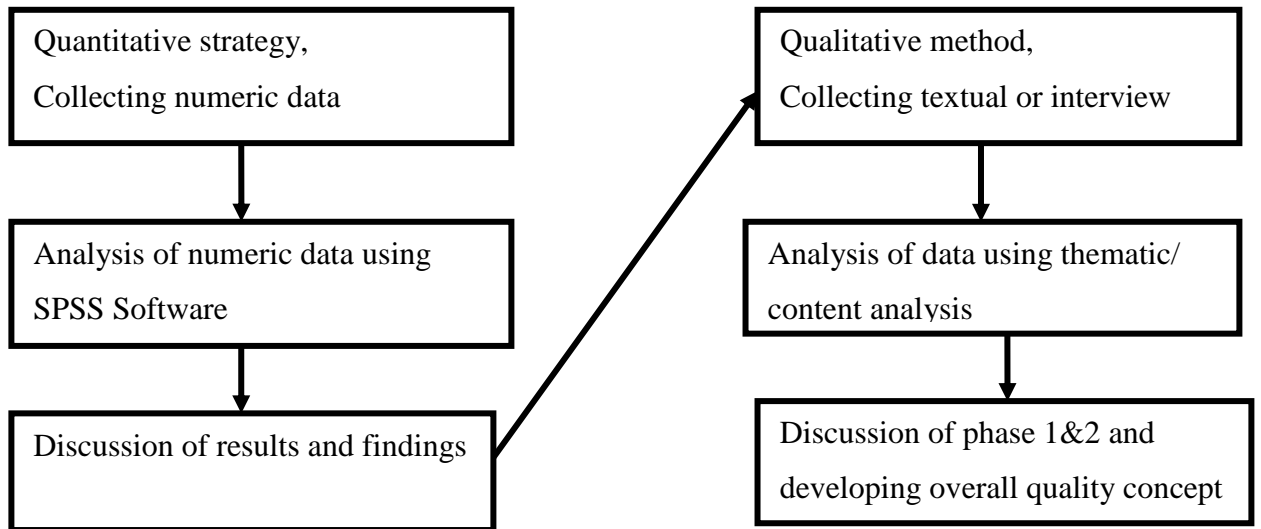 Quantitative strategy,
Collecting numeric data
Analysis of numeric data using
SPSS Software
Discussion of results and findings
Qualitative method,
Collecting textual or interview
Analysis of data using thematic/
content analysis
Discussion of phase 1&2 and
developing overall quality concept